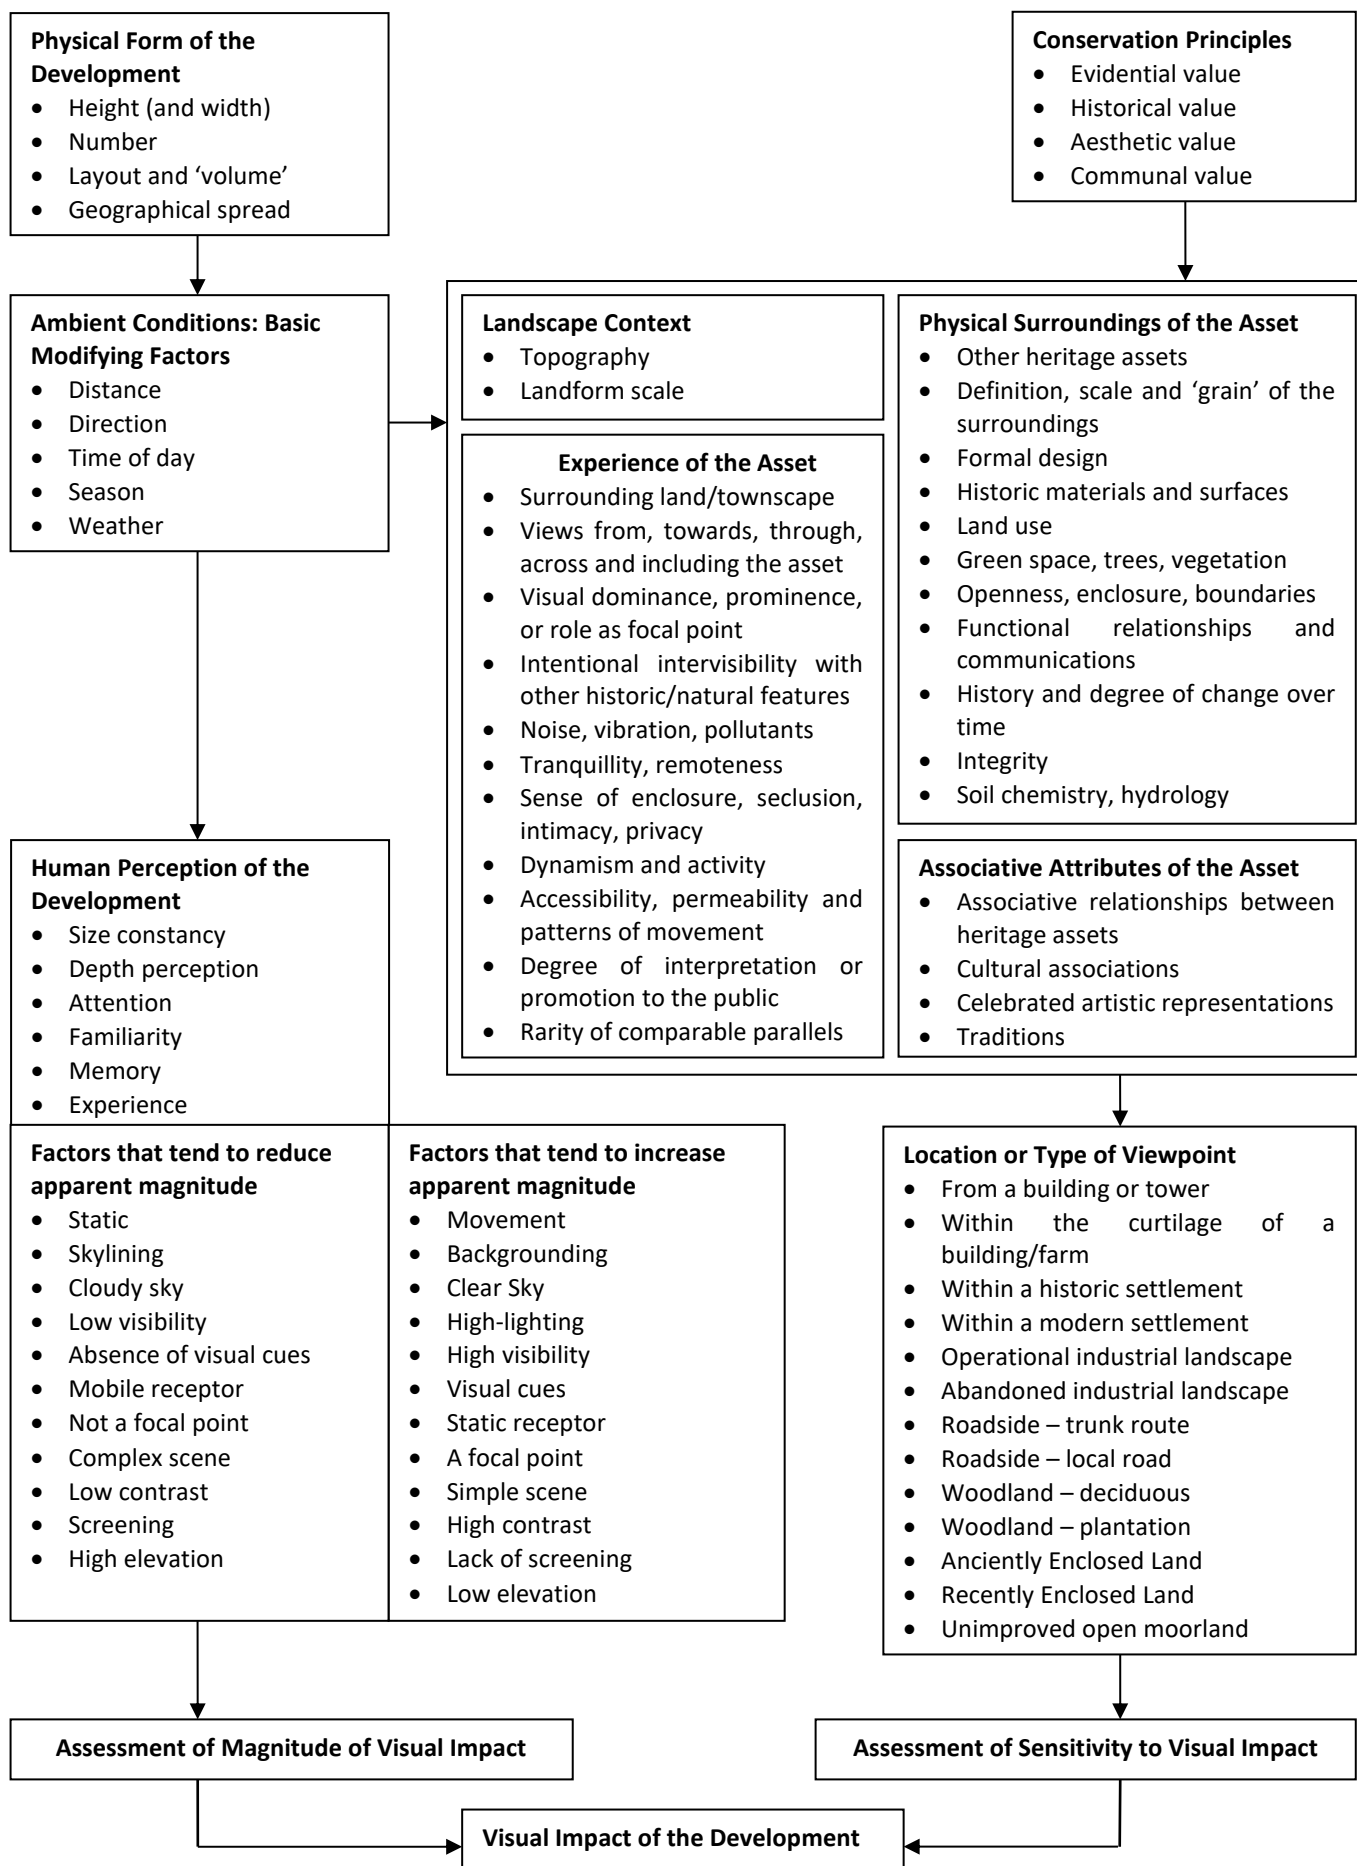 Physical Form of the
Development
• Height (and width)
• Number
• Layout and ‘volume’
• Geographical spread
Conservation Principles
• Evidential value
• Historical value
• Aesthetic value
• Communal value
Ambient Conditions: Basic
Modifying Factors
• Distance
• Direction
• Time of day
• Season
• Weather
Landscape Context
• Topography
• Landform scale
Experience of the Asset
• Surrounding land/townscape
• Views from, towards, through,
across and including the asset
• Visual dominance, prominence,
or role as focal point
• Intentional intervisibility with
other historic/natural features
• Noise, vibration, pollutants
• Tranquillity, remoteness
• Sense of enclosure, seclusion,
intimacy, privacy
• Dynamism and activity
• Accessibility, permeability and
patterns of movement
• Degree of interpretation or
promotion to the public
• Rarity of comparable parallels
Physical Surroundings of the Asset
• Other heritage assets
• Definition, scale and ‘grain’ of the
surroundings
• Formal design
• Historic materials and surfaces
• Land use
• Green space, trees, vegetation
• Openness, enclosure, boundaries
• Functional relationships and
communications
• History and degree of change over
time
• Integrity
• Soil chemistry, hydrology
Associative Attributes of the Asset
• Associative relationships between
heritage assets
• Cultural associations
• Celebrated artistic representations
• Traditions
Human Perception of the
Development
• Size constancy
• Depth perception
• Attention
• Familiarity
• Memory
• Experience
Factors that tend to reduce
apparent magnitude
• Static
• Skylining
• Cloudy sky
• Low visibility
• Absence of visual cues
• Mobile receptor
• Not a focal point
• Complex scene
• Low contrast
• Screening
• High elevation
Factors that tend to increase
apparent magnitude
• Movement
• Backgrounding
• Clear Sky
• High-lighting
• High visibility
• Visual cues
• Static receptor
• A focal point
• Simple scene
• High contrast
• Lack of screening
• Low elevation
Location or Type of Viewpoint
• From a building or tower
• Within the curtilage of a
building/farm
• Within a historic settlement
• Within a modern settlement
• Operational industrial landscape
• Abandoned industrial landscape
• Roadside – trunk route
• Roadside – local road
• Woodland – deciduous
• Woodland – plantation
• Anciently Enclosed Land
• Recently Enclosed Land
• Unimproved open moorland
Assessment of Magnitude of Visual Impact
Assessment of Sensitivity to Visual Impact
Visual Impact of the Development